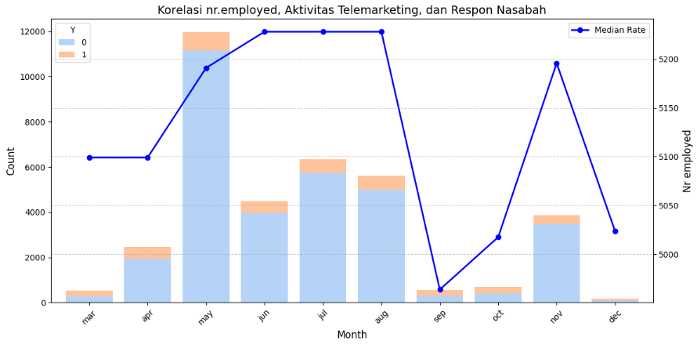 Korelasi nr.employed, Aktivitas Telemarketing, dan Respon Nasabah
Y
0
1
Median Rate
12000
10000
8000
6000
4000
2000
0
Count
5200
5150
5100
5050
5000
Nr employed
mar
apr
may
jun
jul
aug
sep
oct
nov
dec
Month